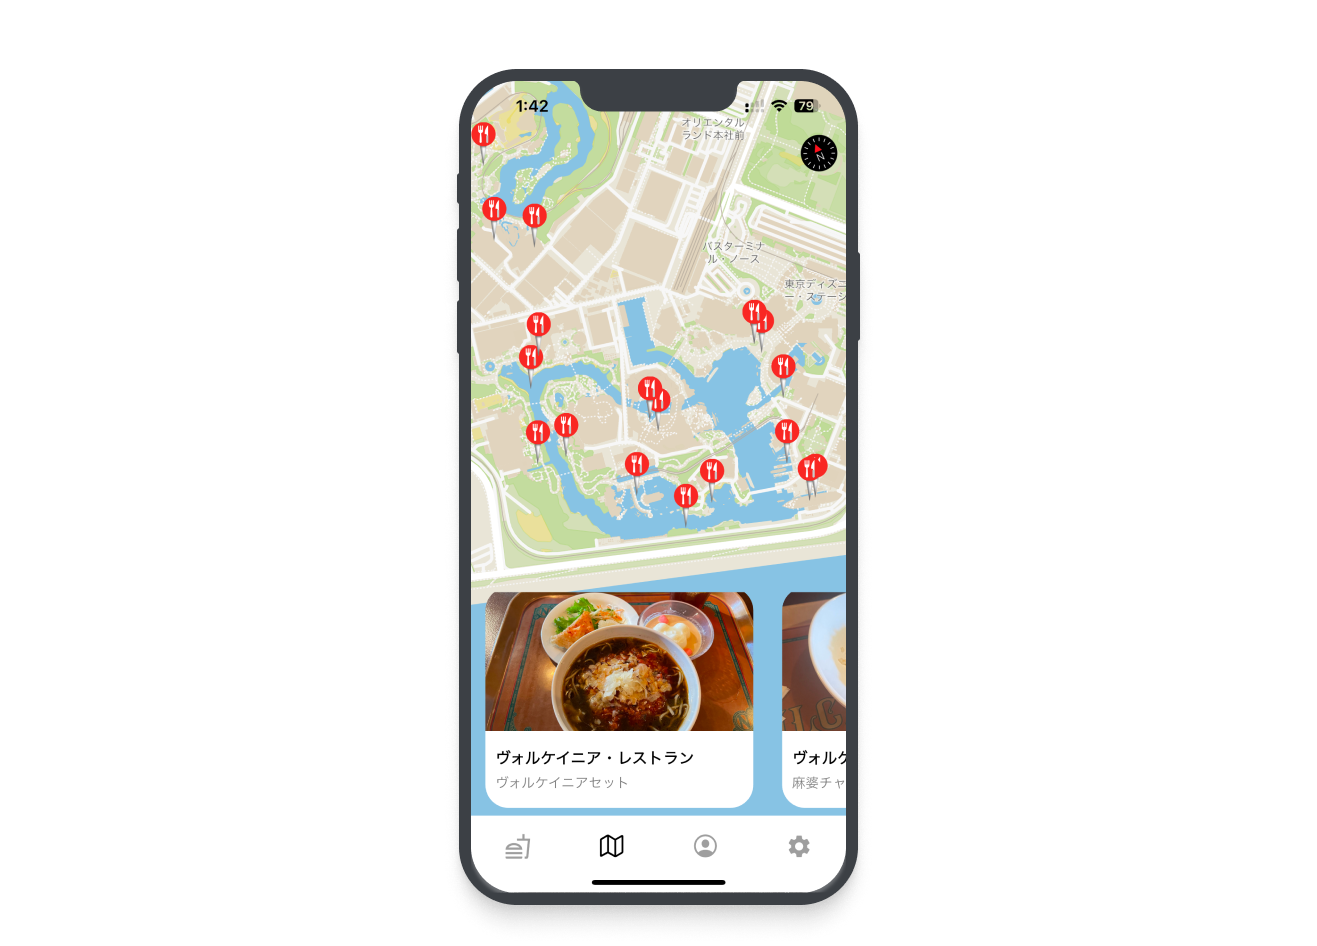 1:42
79
オリエンタル
ランド本社前
N
バスターミナ
ル・ノース
東京ディズニ
ー・ステーシ
ヴォルケイニア・レストラン
ヴォルケイニアセット
ヴォルケ
麻婆チャ